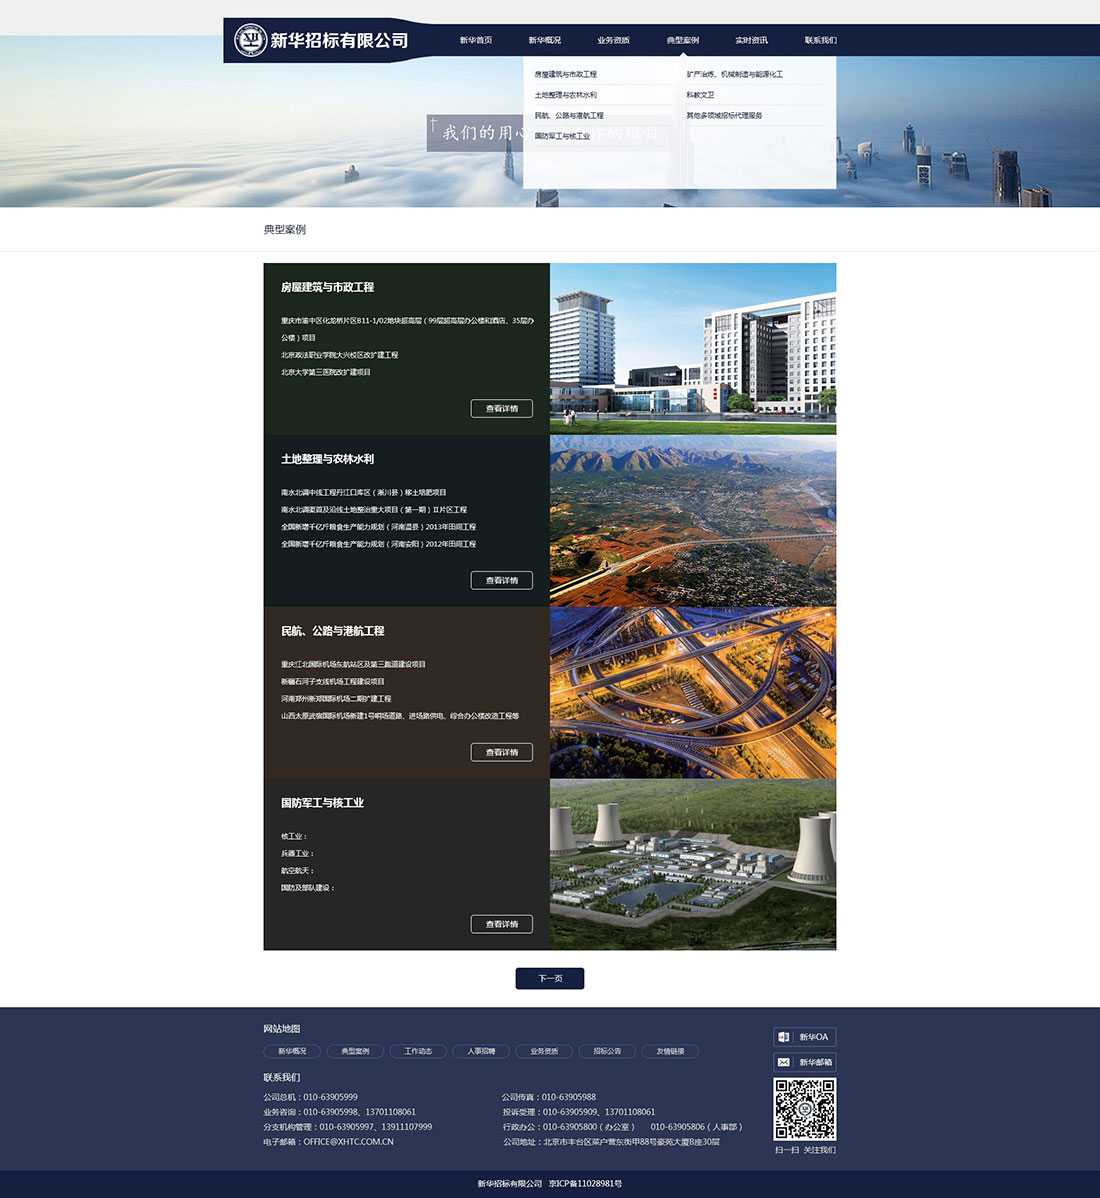 新华招标有限公司
新华首页 新华概况 业务资质 典型案例 实时资讯 联系我们
房屋建筑与市政工程 矿产冶炼、机械制造与能源化工
土地整理与农林水利 科教文卫
民航、公路与港航工程 其他多领域招标代理服务
国防军工与核工业
我们的用心 你的瞩目
典型案例
房屋建筑与市政工程
重庆市渝中区化龙桥片区B11-1/02地块超高层（99层超高层办公楼和酒店、35层办
公楼）项目
北京政法职业学院大兴校区改扩建工程
北京大学第三医院改扩建项目
查看详情
土地整理与农林水利
南水北调中线工程丹江口库区（淅川县）移土培肥项目
南水北调渠首及沿线土地整治重大项目（第一期）II片区工程
全国新增千亿斤粮食生产能力规划（河南温县）2013年田间工程
全国新增千亿斤粮食生产能力规划（河南安阳）2012年田间工程
查看详情
民航、公路与港航工程
重庆江北国际机场东航站区及第三跑道建设项目
新疆石河子支线机场工程建设项目
河南郑州新郑国际机场二期扩建工程
山西太原武宿国际机场新建1号响场道路、进场路供电、综合办公楼改造工程等
查看详情
国防军工与核工业
核工业：
兵器工业：
航空航天：
国防及部队建设：
查看详情
下一页
网站地图
新华概况 典型案例 工作动态 人事招聘 业务资质 招标公告 友情链接
联系我们
公司总机：010-63905999 公司传真：010-63905988
业务咨询：010-63905998、13701108061 投诉受理：010-63905909、13701108061
分支机构管理：010-63905997、13911107999 行政办公：010-63905800（办公室） 010-63905806（人事部）
电子邮箱：OFFICE@XHTC.COM.CN 公司地址：北京市丰台区菜户营东街甲88号豪苑大厦B座30层
新华OA
新华邮箱
扫一扫 关注我们
新华招标有限公司 京ICP备11028981号